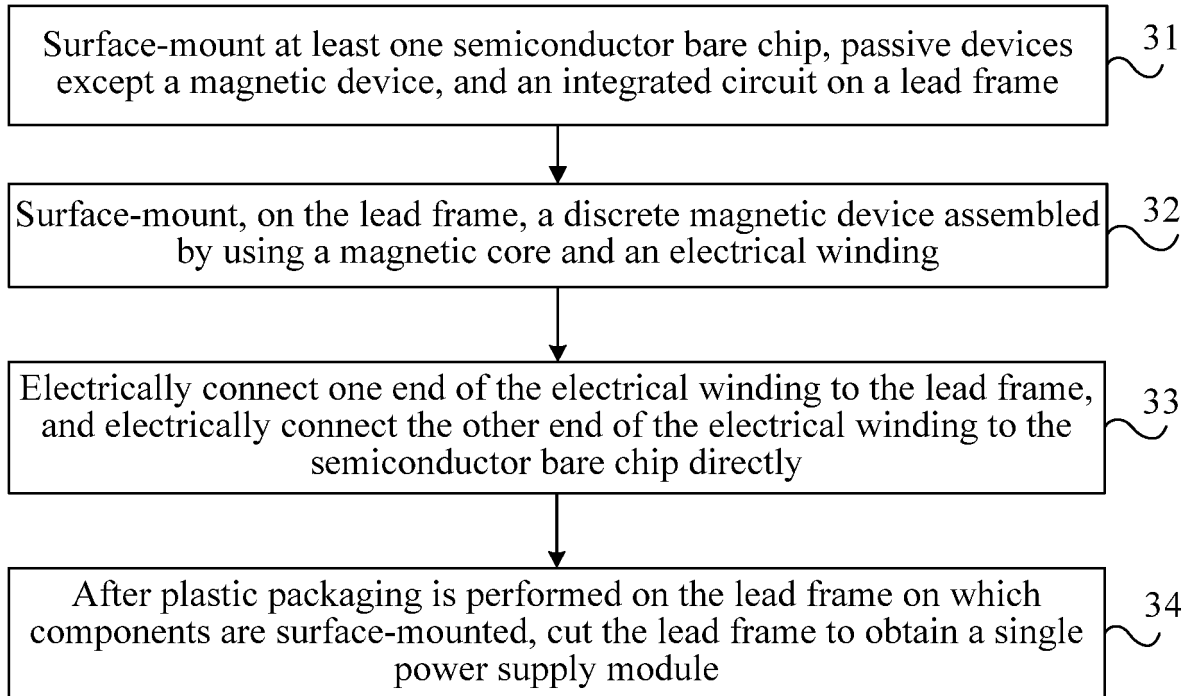 Surface-mount at least one semiconductor bare chip, passive devices
except a magnetic device, and an integrated circuit on a lead frame
31
Surface-mount, on the lead frame, a discrete magnetic device assembled
by using a magnetic core and an electrical winding
32
Electrically connect one end of the electrical winding to the lead frame,
and electrically connect the other end of the electrical winding to the
semiconductor bare chip directly
33
After plastic packaging is performed on the lead frame on which
components are surface-mounted, cut the lead frame to obtain a single
power supply module
34